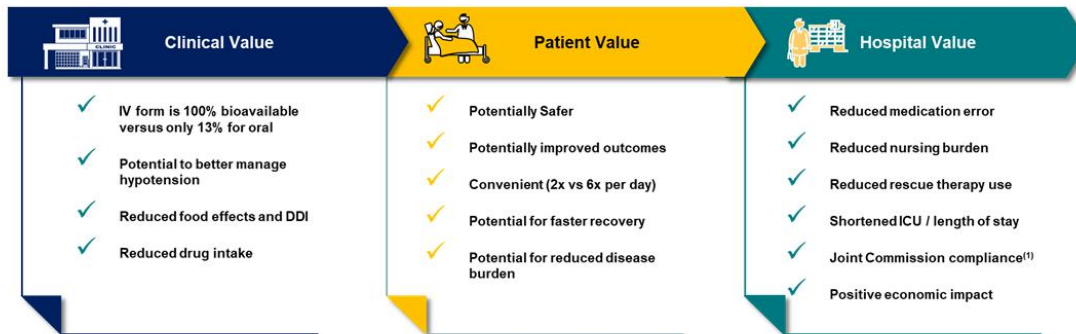 CLINIC
Clinical Value
IV form is 100% bioavailable
versus only 13% for oral
Potential to better manage
hypotension
Reduced food effects and DDI
Reduced drug intake
Patient Value
Potentially Safer
Potentially improved outcomes
Convenient (2x vs 6x per day)
Potential for faster recovery
Potential for reduced disease
burden
Hospital Value
Reduced medication error
Reduced nursing burden
Reduced rescue therapy use
Shortened ICU / length of stay
Joint Commission compliance(1)
Positive economic impact